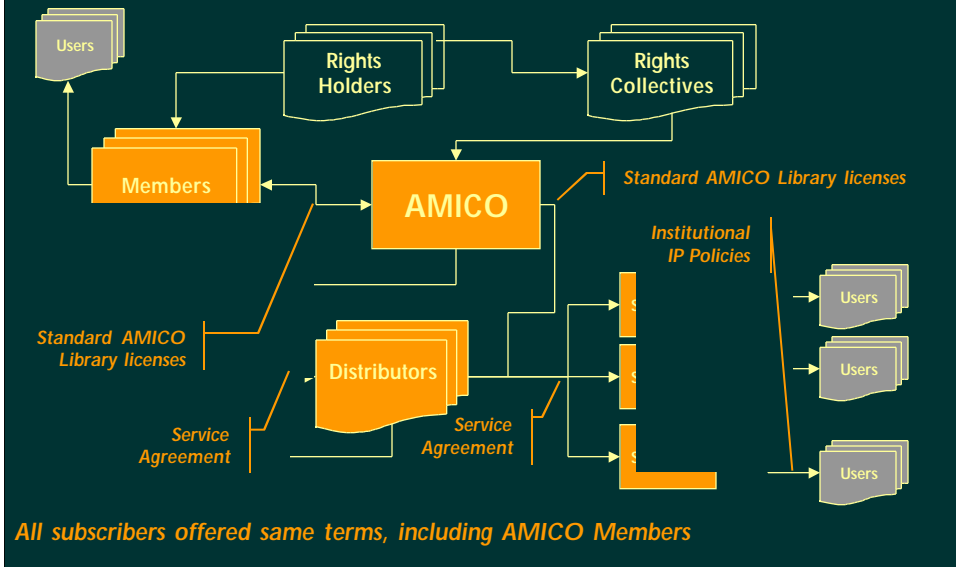 Users
Rights
Holders
Rights
Collectives
Members
AMICO
Standard AMICO Library licenses
Institutional
IP Policies
Users
Standard AMICO
Library licenses
Distributors
Users
Service
Agreement
Service
Agreement
Users
All subscribers offered same terms, including AMICO Members